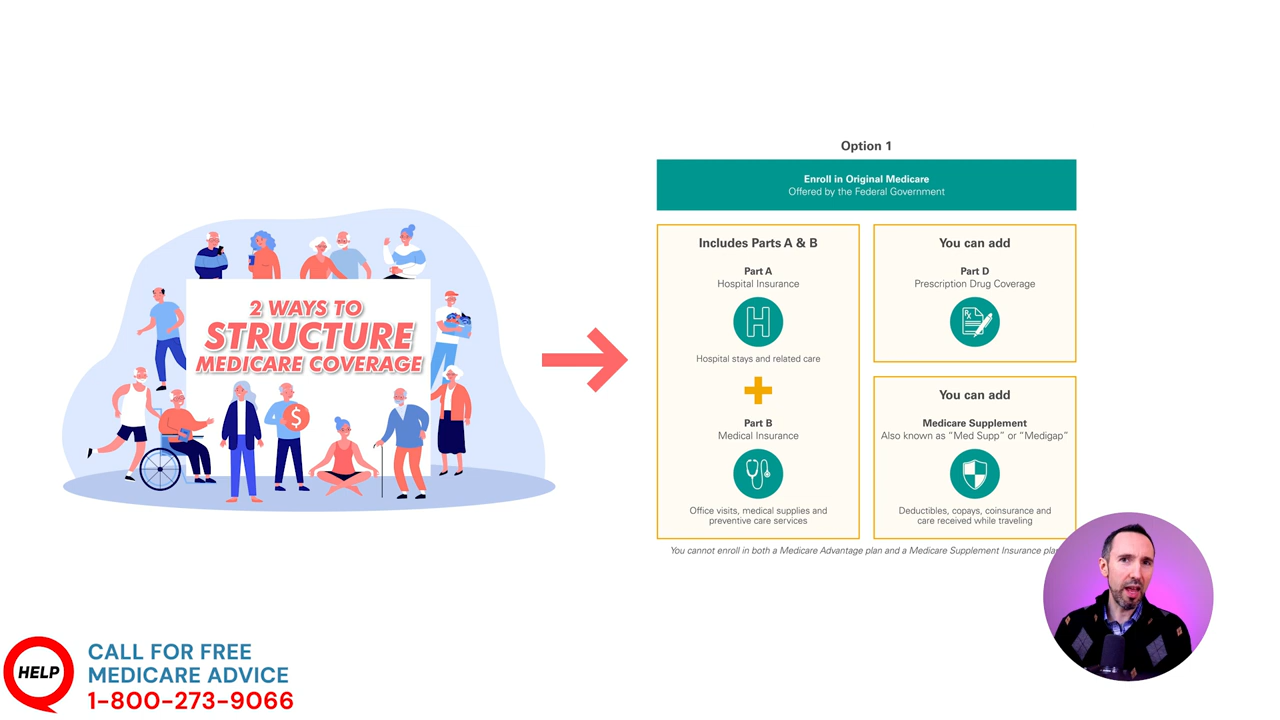 2 WAYS TO
STRUCTURE
MEDICARE COVERAGE
$
Option 1
Enroll in Original Medicare
Offered by the Federal Government
Includes Parts A & B
Part A
Hospital Insurance
H
Hospital stays and related care
Part B
Medical Insurance
Office visits, medical supplies and
preventive care services
You can add
Part D
Prescription Drug Coverage
Rx
You can add
Medicare Supplement
Also known as “Med Supp” or “Medigap”
Deductibles, copays, coinsurance and
care received while traveling
You cannot enroll in both a Medicare Advantage plan and a Medicare Supplement Insurance
HELP
CALL FOR FREE
MEDICARE ADVICE
1-800-273-9066